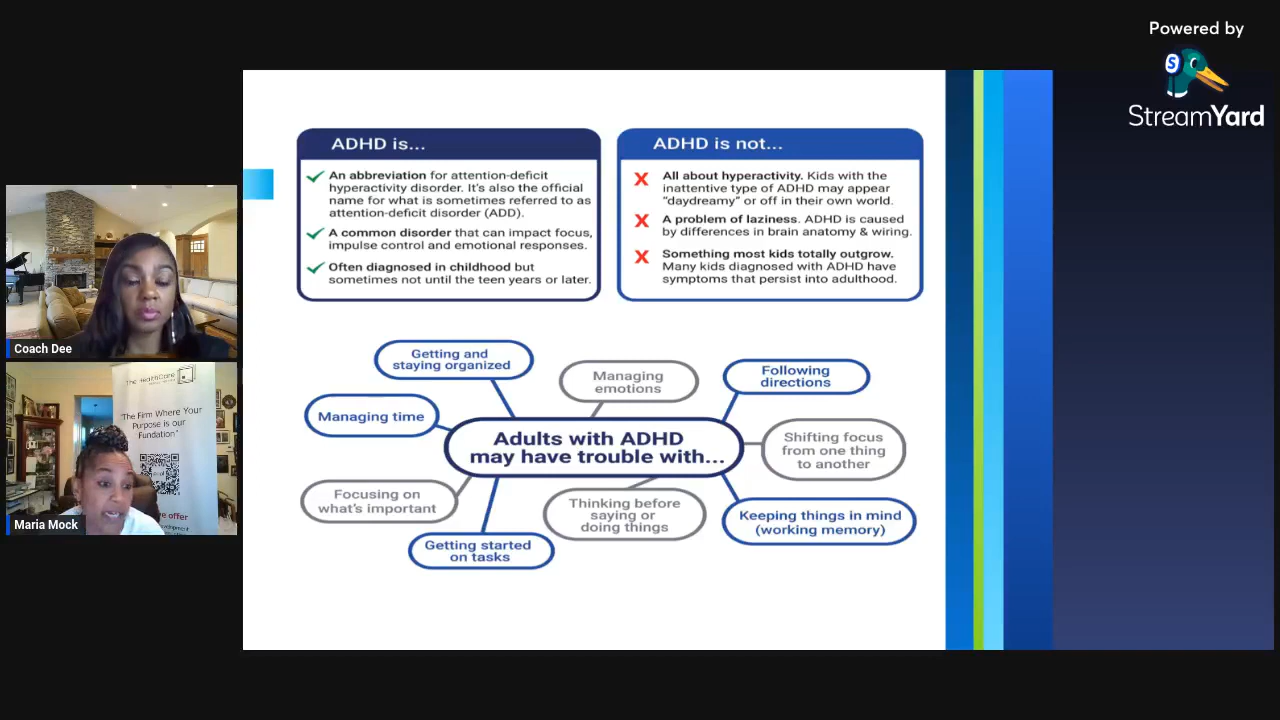 Powered by
S
StreamYard
ADHD is...
An abbreviation for attention-deficit
hyperactivity disorder. It's also the official
name for what is sometimes referred to as
attention-deficit disorder (ADD).
A common disorder that can impact focus,
impulse control and emotional responses.
Often diagnosed in childhood but
sometimes not until the teen years or later.
ADHD is not...
X All about hyperactivity. Kids with the
inattentive type of ADHD may appear
“daydreamy” or off in their own world.
X A problem of laziness. ADHD is caused
by differences in brain anatomy & wiring.
X Something most kids totally outgrow.
Many kids diagnosed with ADHD have
symptoms that persist into adulthood.
Coach Dee
The HealthCare
"The Firm Where Your
Purpose is our
Fundation"
offer
Maria Mock
Getting and
staying organized
Managing
emotions
Following
directions
Managing time
Adults with ADHD
may have trouble with...
Shifting focus
from one thing
to another
Focusing on
what's important
Thinking before
saying or
doing things
Keeping things in mind
(working memory)
Getting started
on tasks